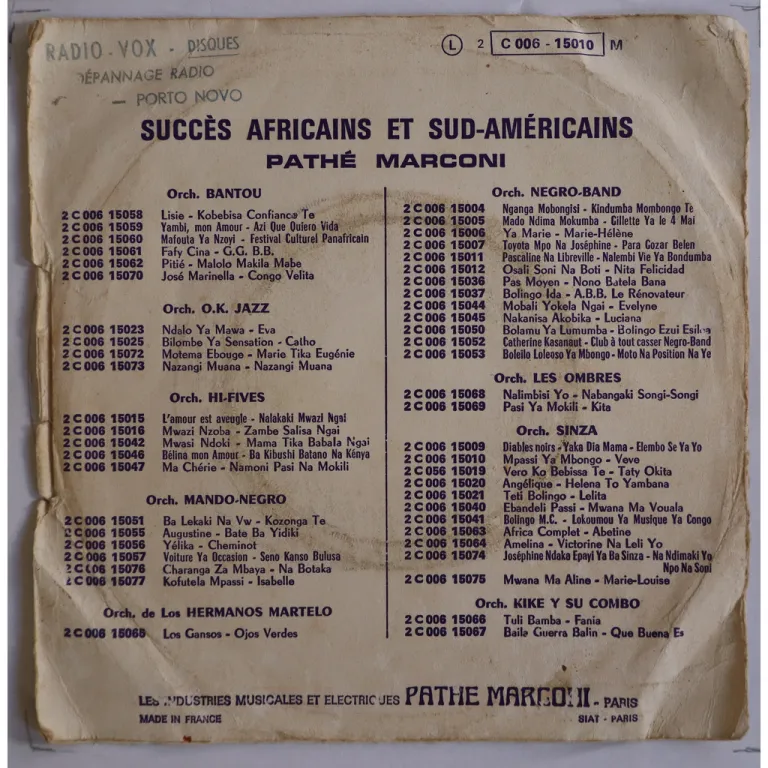 RADIO-VOX - DISQUES
DÉPANNAGE RADIO
— PORTO NOVO
Ⓛ 2 C 006 - 15010 M
SUCCÈS AFRICAINS ET SUD-AMÉRICAINS
PATHÉ MARCONI
Orch. BANTOU
2 C 006 15058 Lisie - Kobebisa Confiance Te
2 C 006 15059 Yambi, mon Amour - Azi Que Quiero Vida
2 C 006 15060 Mafouta Ya Nzoyi - Festival Culturel Panafricain
2 C 006 15061 Fafy Cina - G.G. B.B.
2 C 006 15062 Pitié - Malolo Makila Mabe
2 C 006 15070 José Marinella - Congo Velita
Orch. O.K. JAZZ
2 C 006 15023 Ndalo Ya Mawa - Eva
2 C 006 15025 Bilombe Ya Sensation - Catho
2 C 006 15072 Motema Ebouge - Marie Tika Eugénie
2 C 006 15073 Nazangi Muana - Nazangi Muana
Orch. HI-FIVES
2 C 006 15015 L'amour est aveugle - Nalakaki Mwazi Ngai
2 C 006 15016 Mwazi Nzoba - Zambe Salisa Ngai
2 C 006 15042 Mwasi Ndoki - Mama Tika Babala Ngai
2 C 006 15046 Bélina mon Amour - Ba Kibushi Batano Na Kénya
2 C 006 15047 Ma Chérie - Namoni Pasi Na Mokili
Orch. MANDO-NEGRO
2 C 006 15051 Ba Lekaki Na Vw - Kozonga Te
2 C 006 15055 Augustine - Bate Ba Yidiki
2 C 006 15056 Yélika - Cheminot
2 C 006 15057 Voiture Ya Occasion - Seno Kanso Bulusa
2 C 006 15076 Charanga Za Mbaya - Na Botaka
2 C 006 15077 Kofutela Mpassi - Isabelle
Orch. de Los HERMANOS MARTELO
2 C 006 15065 Los Gansos - Ojos Verdes
Orch. NEGRO-BAND
2 C 006 15004 Nganga Mobongisi - Kindumba Mombongo Te
2 C 006 15005 Mado Ndima Mokumba - Gillette Ya le 4 Mai
2 C 006 15006 Ya Marie - Marie-Hélène
2 C 006 15007 Toyota Mpo Na Joséphine - Para Gozar Belen
2 C 006 15011 Pascaline Na Libreville - Nalembi Vie Ya Bondumba
2 C 006 15012 Osali Soni Na Boti - Nita Felicidad
2 C 006 15036 Pas Moyen - Nono Batela Bana
2 C 006 15037 Bolingo Ida - A.B.B. Le Rénovateur
2 C 006 15044 Mobali Yokela Ngai - Evelyne
2 C 006 15045 Nakanisa Akobika - Luciana
2 C 006 15050 Bolamu Ya Lumumba - Bolingo Ezui
2 C 006 15052 Catherine Kasanaut - Club à tout casser Negro-Band
2 C 006 15053 Boleilo Loleoso Ya Mbongo - Moto Na Position Na Ye
Orch. LES OMBRES
2 C 006 15068 Nalimbisi Yo - Nabangaki Songi-Songi
2 C 006 15069 Pasi Ya Mokili - Kita
Orch. SINZA
2 C 006 15009 Diables noirs - Yaka Dia Mama - Elembo Se Ya Yo
2 C 006 15010 Mpassi Ya Mbongo - Veve
2 C 056 15019 Vero Ko Bebissa Te - Taty Okita
2 C 006 15020 Angélique - Helena To Yambana
2 C 006 15021 Teti Bolingo - Lelita
2 C 006 15040 Ebandeli Passi - Mwana Ma Vouala
2 C 006 15041 Bolingo M.C. - Lokoumou Ya Musique Ya Congo
2 C 006 15063 Africa Complet - Abetine
2 C 006 15064 Amelina - Victorine Na Leli Yo
2 C 006 15074 Joséphine Ndaka Epayi Ya Ba Sinza - Na Ndimaki Yo
Npo Na Soni
2 C 006 15075 Mwana Ma Aline - Marie-Louise
Orch. KIKE Y SU COMBO
2 C 006 15066 Tuli Bamba - Fania
2 C 006 15067 Baila Guerra Balin - Que Buena Es
LES INDUSTRIES MUSICALES ET ELECTRIQUES PATHE MARCONI - PARIS
MADE IN FRANCE
SIAT - PARIS